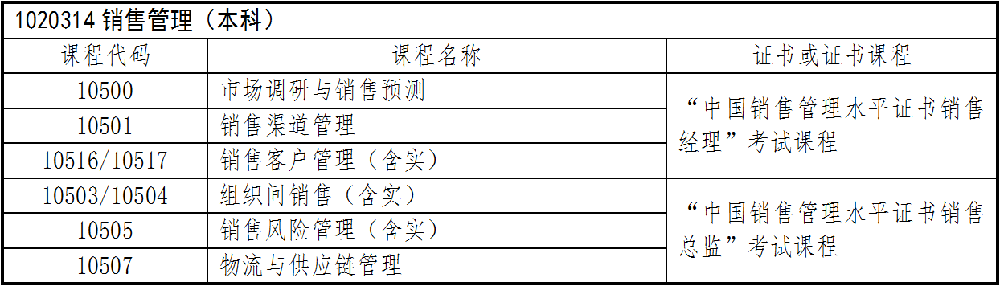 1020314 销售管理（本科）
课程代码 课程名称 证书或证书课程
10500 市场调研与销售预测
10501 销售渠道管理
10516/10517 销售客户管理（含实）
“中国销售管理水平证书销售
经理”考试课程
10503/10504 组织间销售（含实）
10505 销售风险管理（含实）
10507 物流与供应链管理
“中国销售管理水平证书销售
总监”考试课程